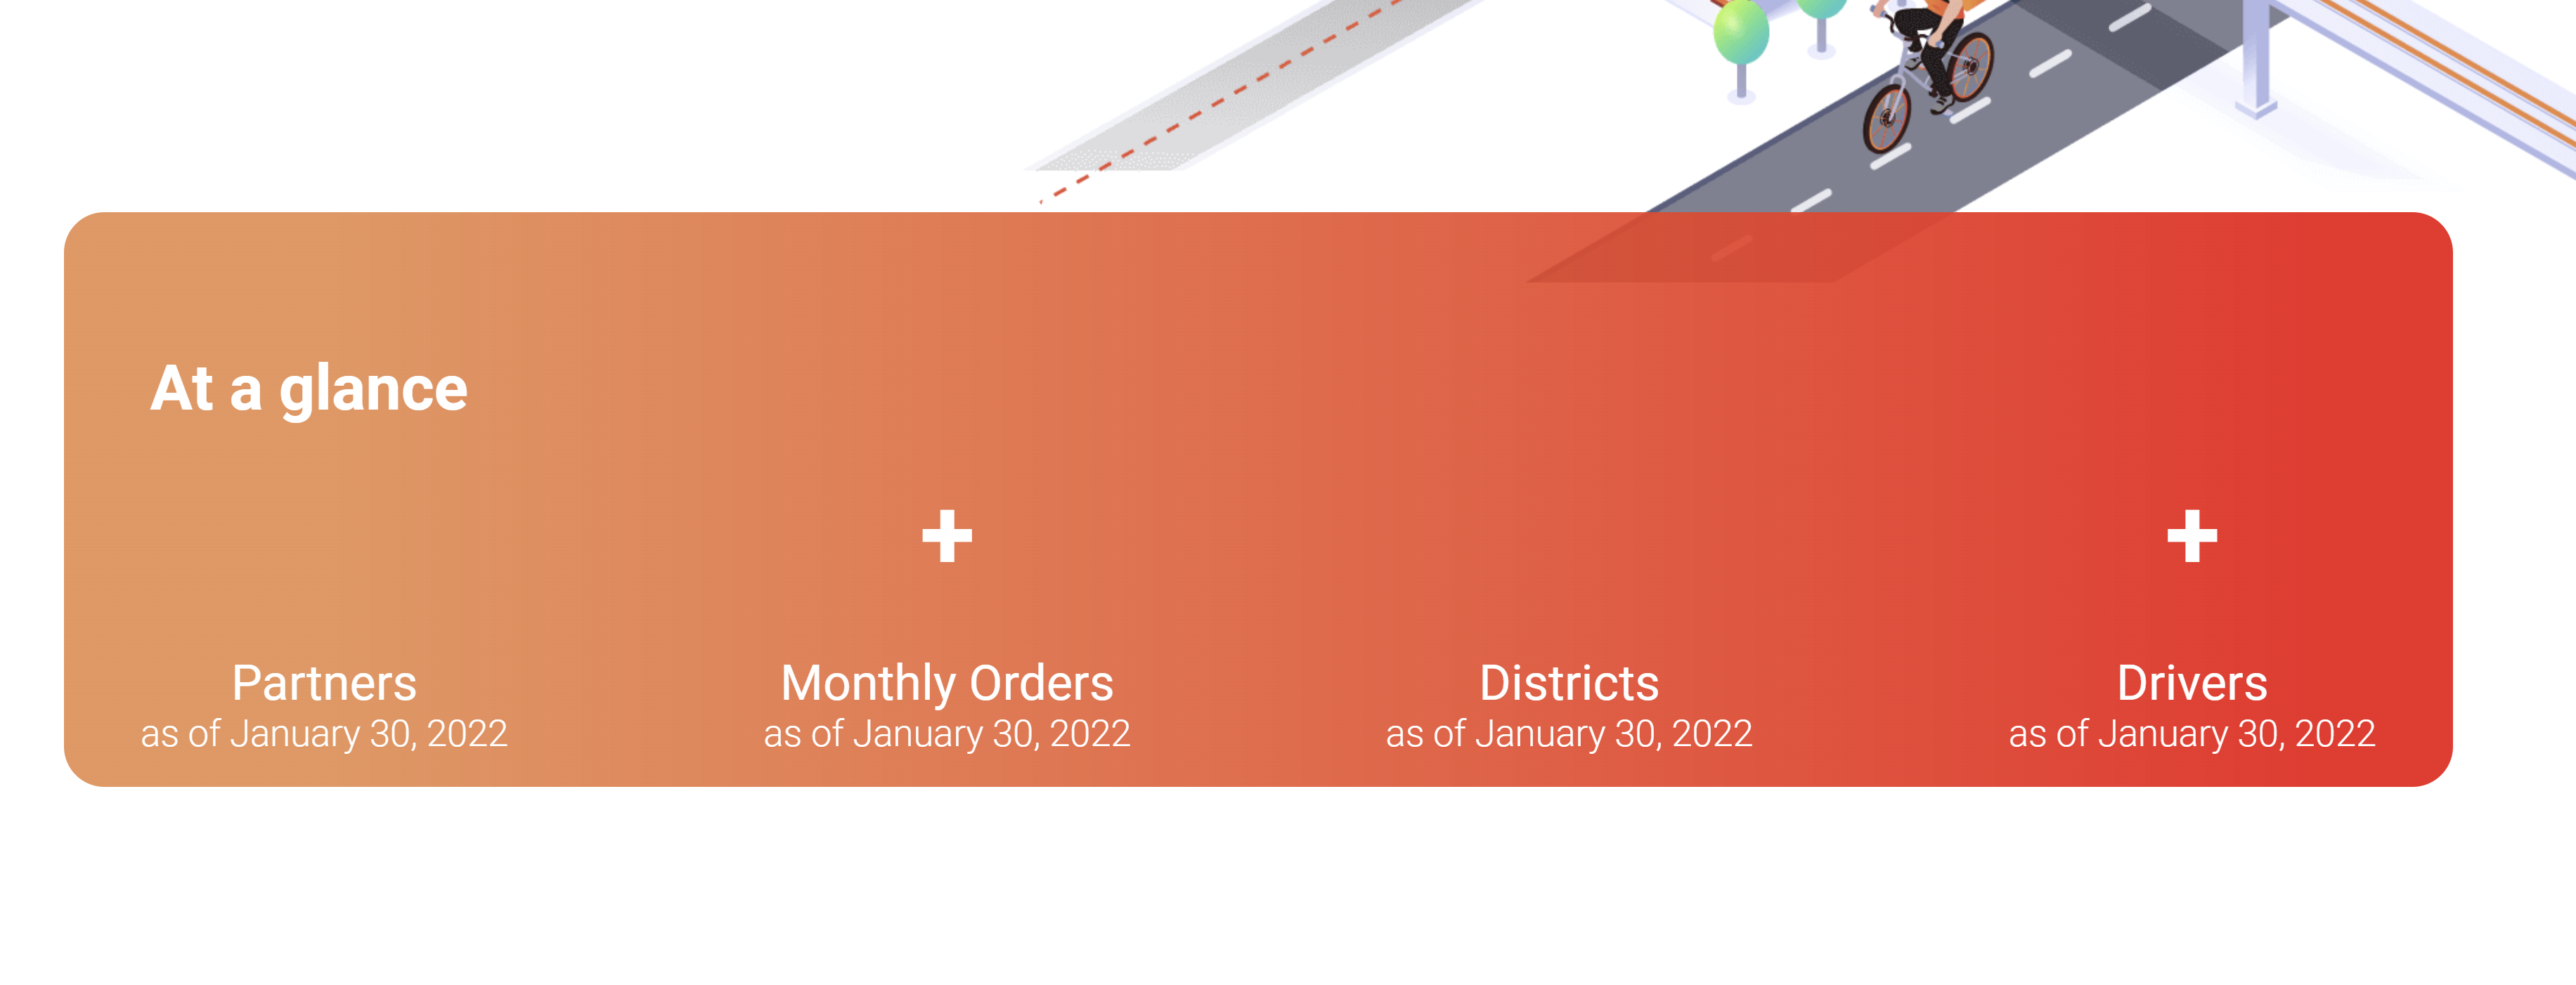 At a glance
+ +
Partners Monthly Orders Districts Drivers
as of January 30, 2022 as of January 30, 2022 as of January 30, 2022 as of January 30, 2022